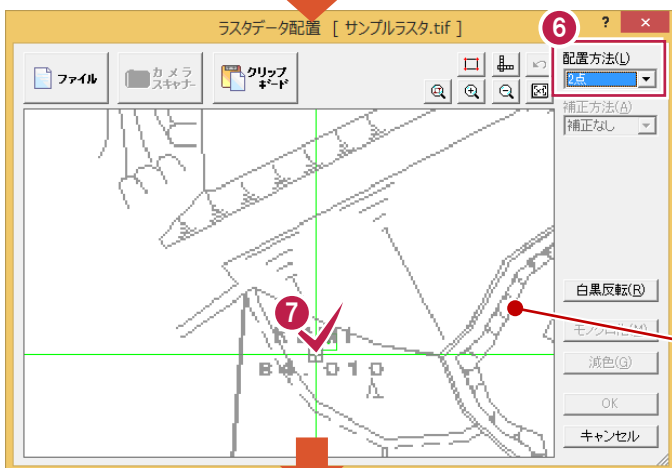 ラスタデータ配置 [ サンプルラスタ.tif ]
? ×
6
ファイル
カメラ
スキャナー
クリップ
ボード
配置方法(L)
2点
補正方法(A)
補正なし
7
B4-010
白黒反転(R)
モノクロ化(M)
減色(G)
OK
キャンセル